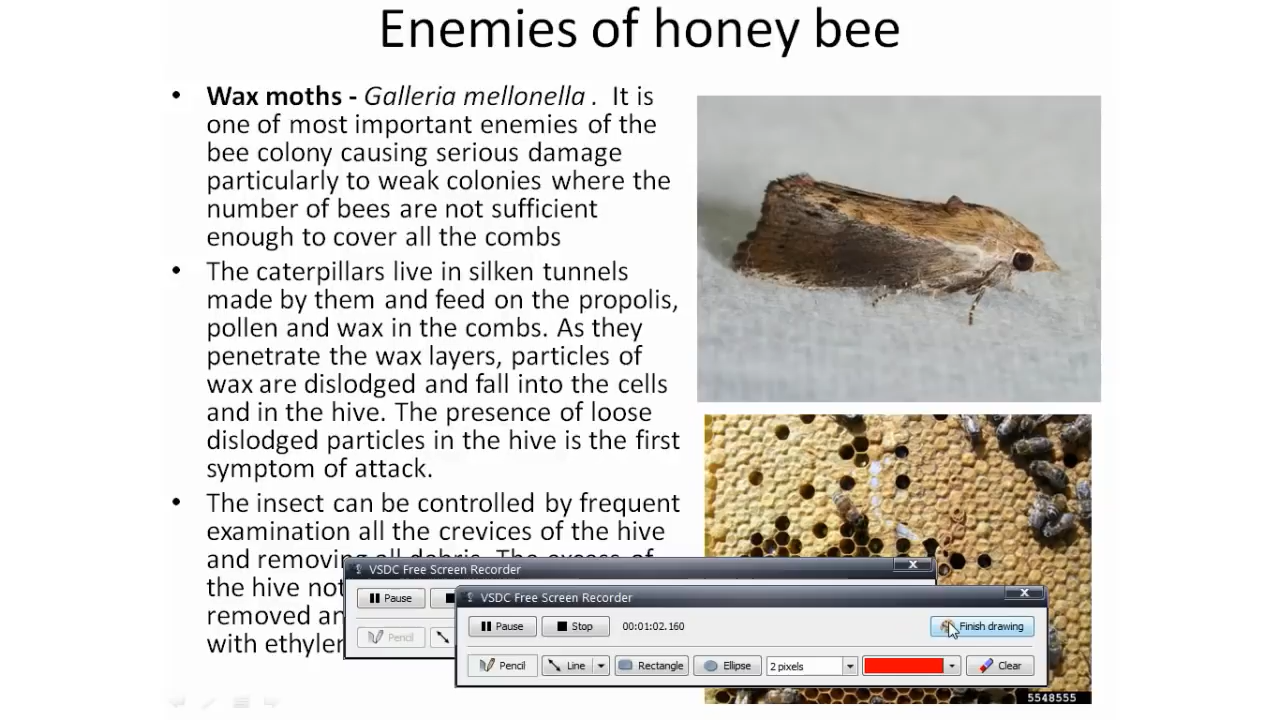 Enemies of honey bee
• Wax moths - Galleria mellonella . It is
one of most important enemies of the
bee colony causing serious damage
particularly to weak colonies where the
number of bees are not sufficient
enough to cover all the combs
• The caterpillars live in silken tunnels
made by them and feed on the propolis,
pollen and wax in the combs. As they
penetrate the wax layers, particles of
wax are dislodged and fall into the cells
and in the hive. The presence of loose
dislodged particles in the hive is the first
symptom of attack.
• The insect can be controlled by frequent
examination all the crevices of the hive
and removing all debris. The excess of
the hive not
removed
with
VSDC Free Screen Recorder
Pause
Pencil
VSDC Free Screen Recorder
Pause Stop 00:01:02.160 Finish drawing
Pencil Line Rectangle Ellipse 2 pixels Clear
5548555